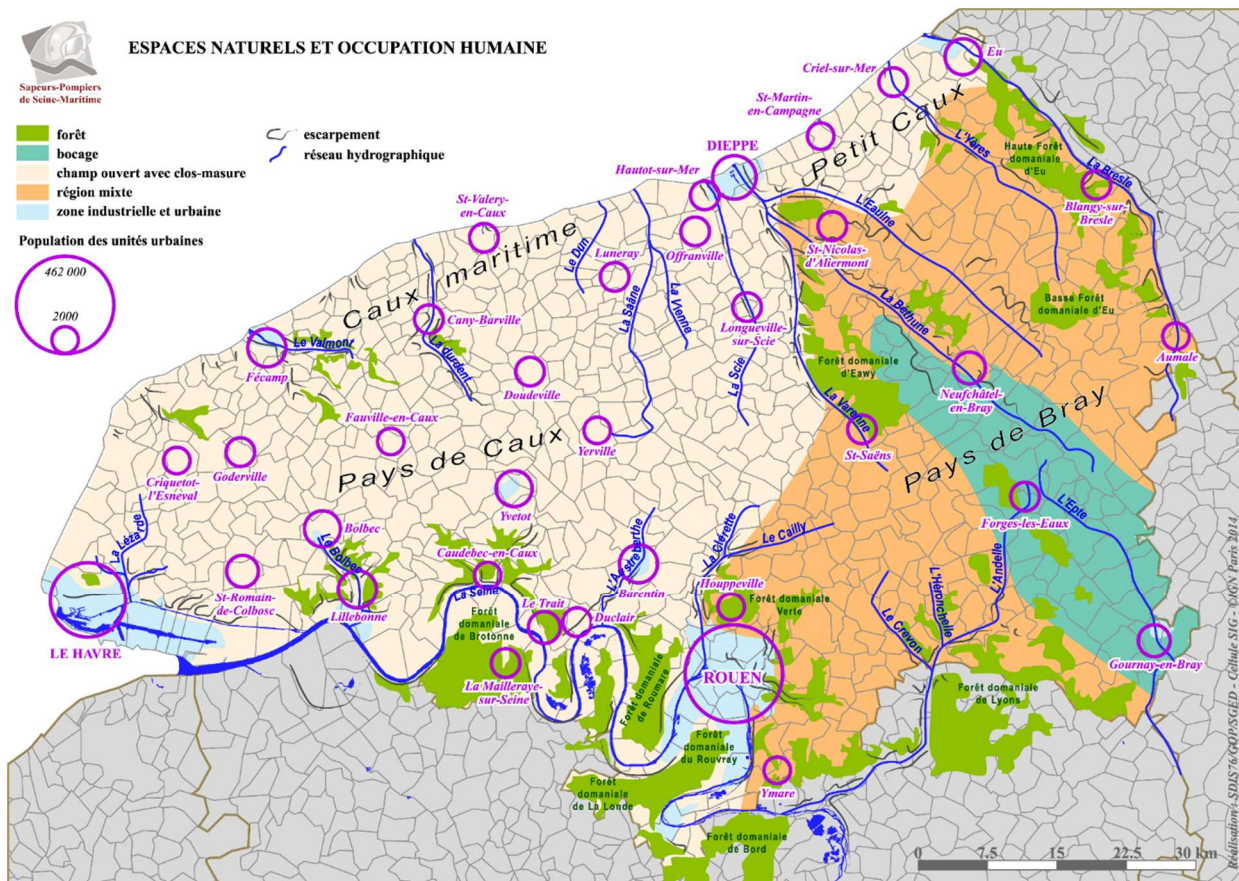 ESPACES NATURELS ET OCCUPATION HUMAINE
Sapeurs-Pompiers
de Seine-Maritime
forêt
bocage
champ ouvert avec clos-masure
région mixte
zone industrielle et urbaine
escarpement
réseau hydrographique
Population des unités urbaines
462 000
2000
Eu
Criel-sur-Mer
St-Martin-
en-Campagne
Petit Caux
DIEPPE
Hautot-sur-Mer
L'Yères
Haute Forêt
domaniale
d'Eu
La Bresle
Blangy-sur-
Bresle
L'Eaulne
St-Valery-
en-Caux
Caux maritime
Le Dun
Luneray
Offranville
St-Nicolas-
d'Aliermont
La Saâne
La Vienne
La Béthune
Basse Forêt
domaniale d'Eu
Cany-Barville
La durdent
Longueville-
sur-Scie
La Scie
Aumale
Le Valmont
Fécamp
Doudeville
Forêt domaniale
d'Eawy
Neufchâtel-
en-Bray
La Varenne
Pays de Bray
Fauville-en-Caux
Pays de Caux
Yerville
St-Saëns
Criquetot-
l'Esneval
Goderville
Yvetot
L'Epte
Forges-les-Eaux
La Lézarde
Bolbec
Le Bolbec
Caudebec-en-Caux
L'Austreberthe
La Clérette
Le Cailly
L'Andelle
L'Héronchelle
Le Crevon
St-Romain-
de-Colbosc
Lillebonne
La Seine
Barentin
Houppeville
Forêt domaniale
Verte
LE HAVRE
Forêt
domaniale
de Brotonne
Le Trait
Duclair
La Mailleraye-
sur-Seine
Forêt domaniale
de Roumare
ROUEN
Gournay-en-Bray
Forêt domaniale
de Lyons
Forêt
domaniale
du Rouvray
Ymare
Forêt
domaniale
de La Londe
Forêt domaniale
de Bord
0 7.5 15 22.5 30 km
Réalisation : SDIS76/GOP/SGED - Cellule SIG - ©IGN Paris 2014